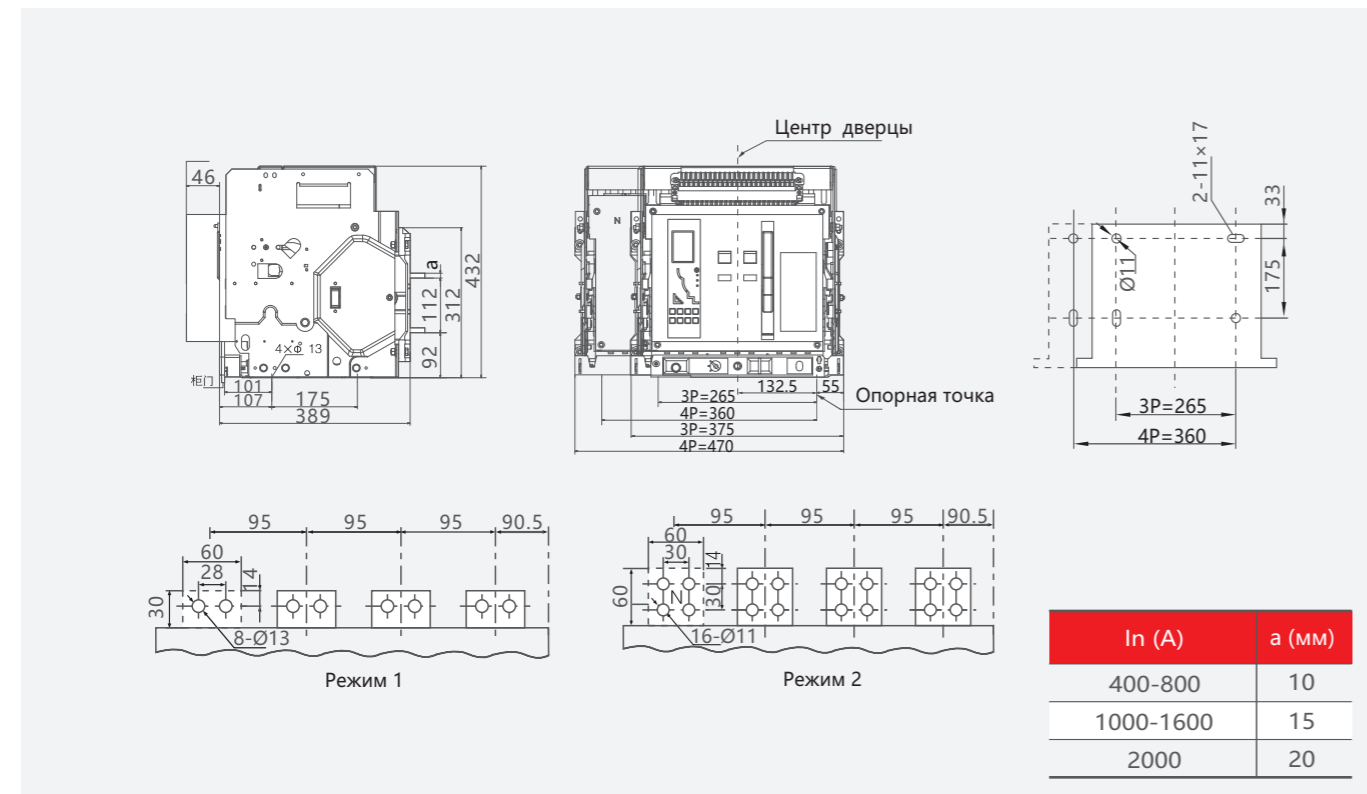 Центр дверцы
46
432
a
112
312
92
4×ϕ 13
柜门
101
107
175
389
N
132.5
55
Опорная точка
3P=265
4P=360
3P=375
4P=470
2-11×17
33
Ø11
175
3P=265
4P=360
95
95
95
90.5
60
28
14
30
8-Ø13
Режим 1
95
95
95
90.5
60
30
14
60
30
N
16-Ø11
Режим 2
In (A) a (мм)
400-800 10
1000-1600 15
2000 20